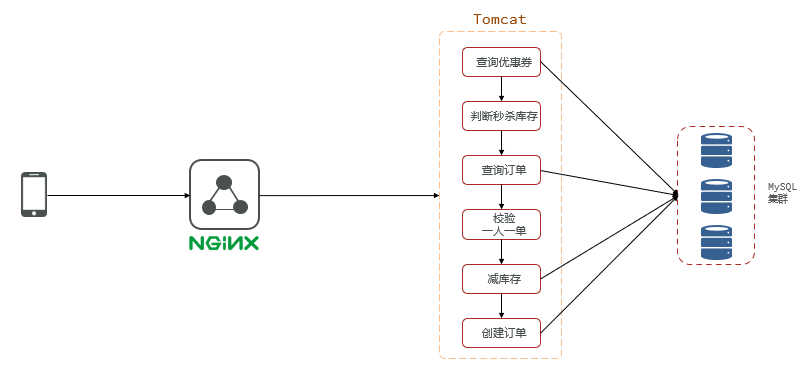 Tomcat
查询优惠券
判断秒杀库存
查询订单
校验
一人一单
减库存
创建订单
NGiNX
MySQL
集群